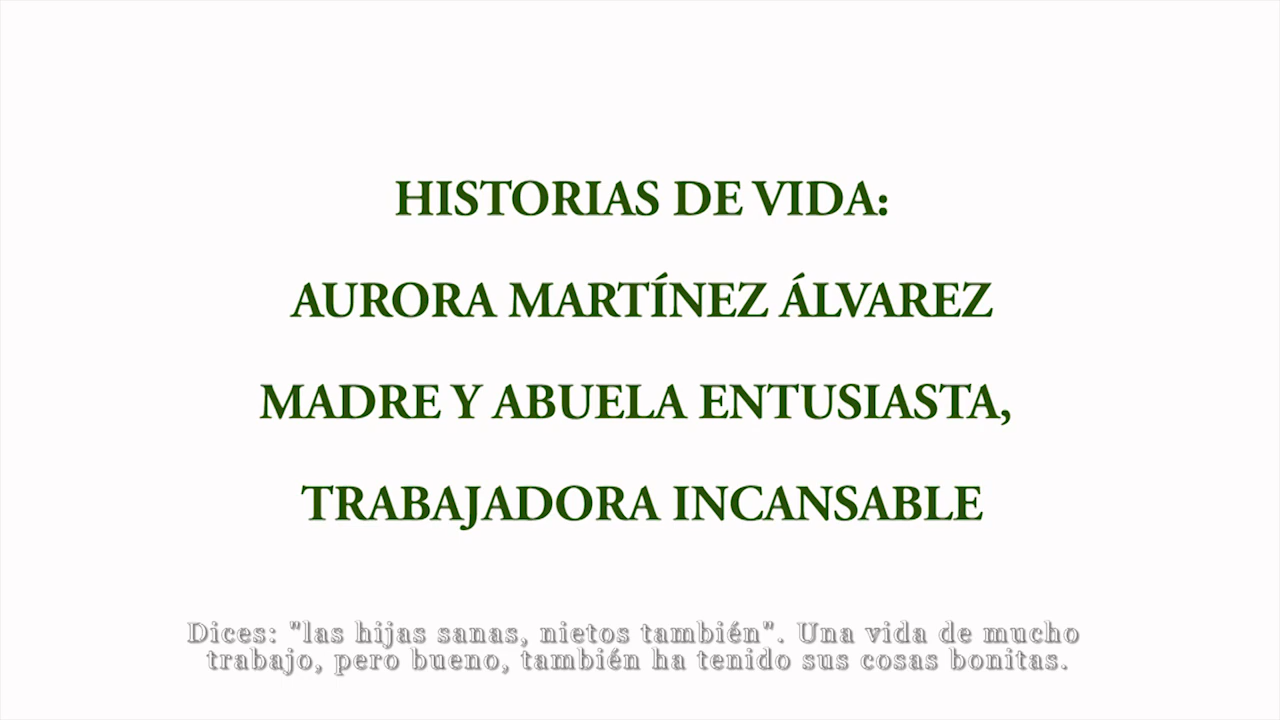 HISTORIAS DE VIDA:
AURORA MARTÍNEZ ÁLVAREZ
MADRE Y ABUELA ENTUSIASTA,
TRABAJADORA INCANSABLE
Dices: "las hijas sanas, nietos también". Una vida de mucho
trabajo, pero bueno, también ha tenido sus cosas bonitas.